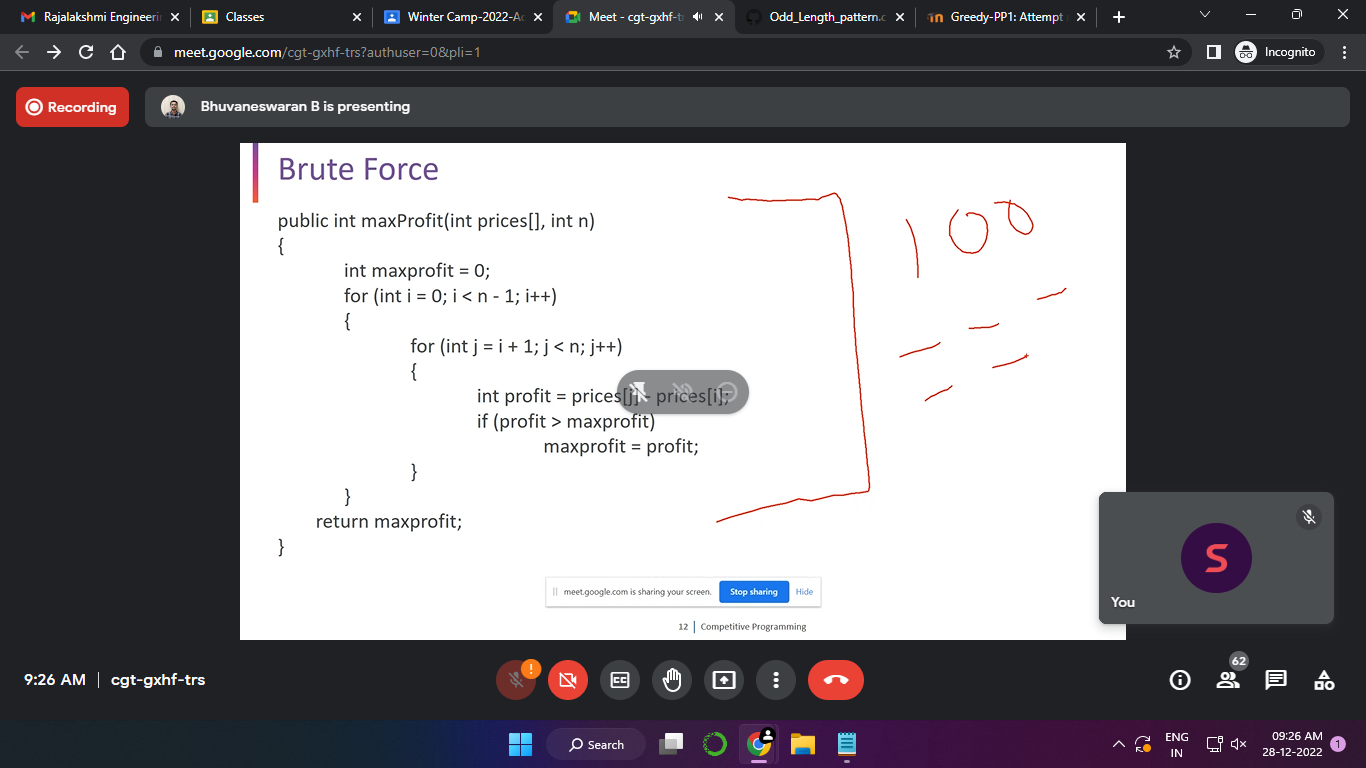 Rajalakshmi Engineerin
Classes
Winter Camp-2022-Ad
Meet - cgt-gxhf-tr
Odd_Length_pattern.c
Greedy-PP1: Attempt r
meet.google.com/cgt-gxhf-trs?authuser=0&pli=1
Incognito
Recording
Bhuvaneswaran B is presenting
Brute Force
public int maxProfit(int prices[], int n)
{
int maxprofit = 0;
for (int i = 0; i < n - 1; i++)
{
for (int j = i + 1; j < n; j++)
{
int profit = prices[j] - prices[i];
if (profit > maxprofit)
maxprofit = profit;
}
}
return maxprofit;
}
100
meet.google.com is sharing your screen.
Stop sharing
Hide
12 | Competitive Programming
S
You
9:26 AM | cgt-gxhf-trs
!
62
Search
ENG
IN
09:26 AM
28-12-2022
1